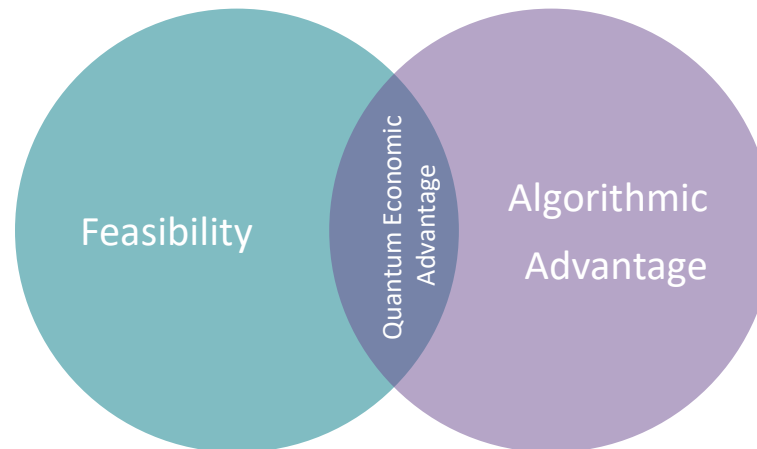 Feasibility
Quantum Economic
Advantage
Algorithmic
Advantage